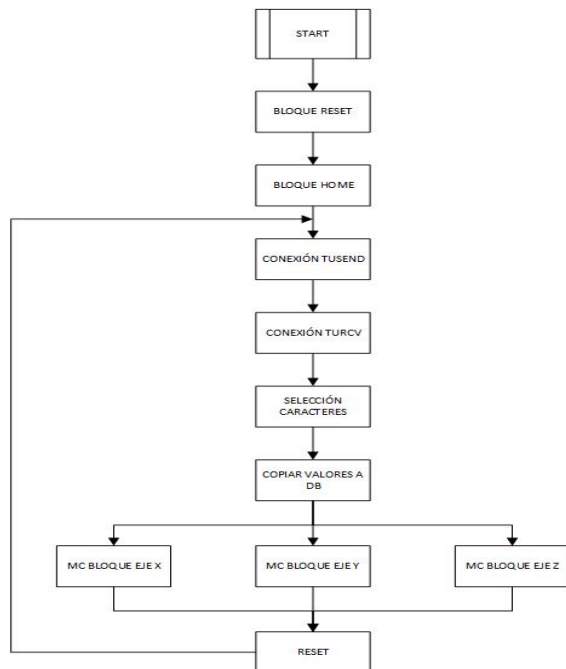 START
BLOQUE RESET
BLOQUE HOME
CONEXIÓN TUSEND
CONEXIÓN TURCV
SELECCIÓN
CARACTERES
COPIAR VALORES A
DB
MC BLOQUE EJE X
MC BLOQUE EJE Y
MC BLOQUE EJE Z
RESET